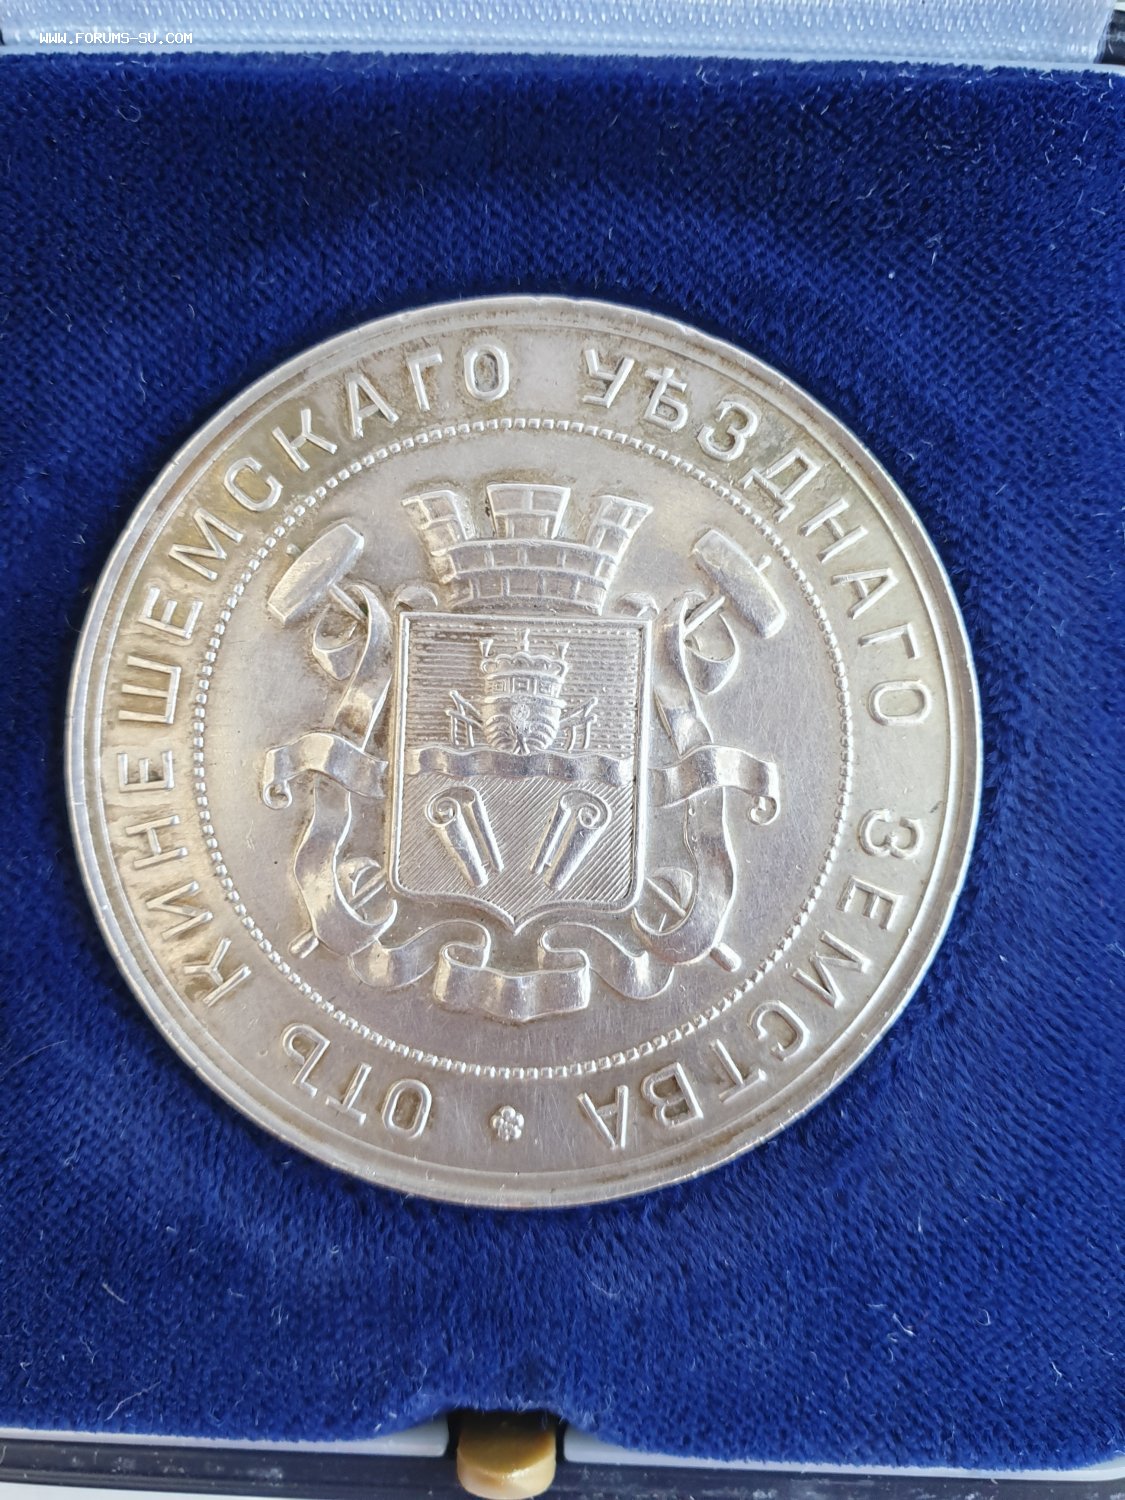 WWW.FORUMS-SU.COM
ОТЪ КИНЕШЕМСКАГО УѢЗДНАГО ЗЕМСТВА